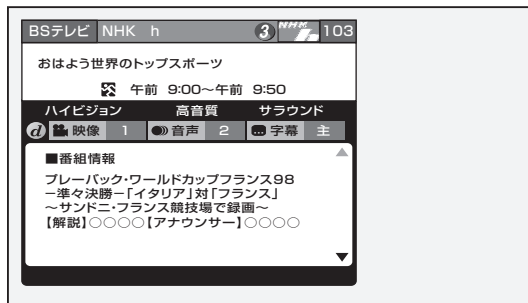 BSテレビ NHK h 3 NHK h 103
おはよう世界のトップスポーツ
午前 9:00～午前 9:50
ハイビジョン 高音質 サラウンド
d 映像 1 音声 2 字幕 主
■番組情報
プレーバック・ワールドカップフランス98
－準々決勝－「イタリア」対「フランス」
～サンドニ・フランス競技場で録画～
【解説】○○○○【アナウンサー】○○○○